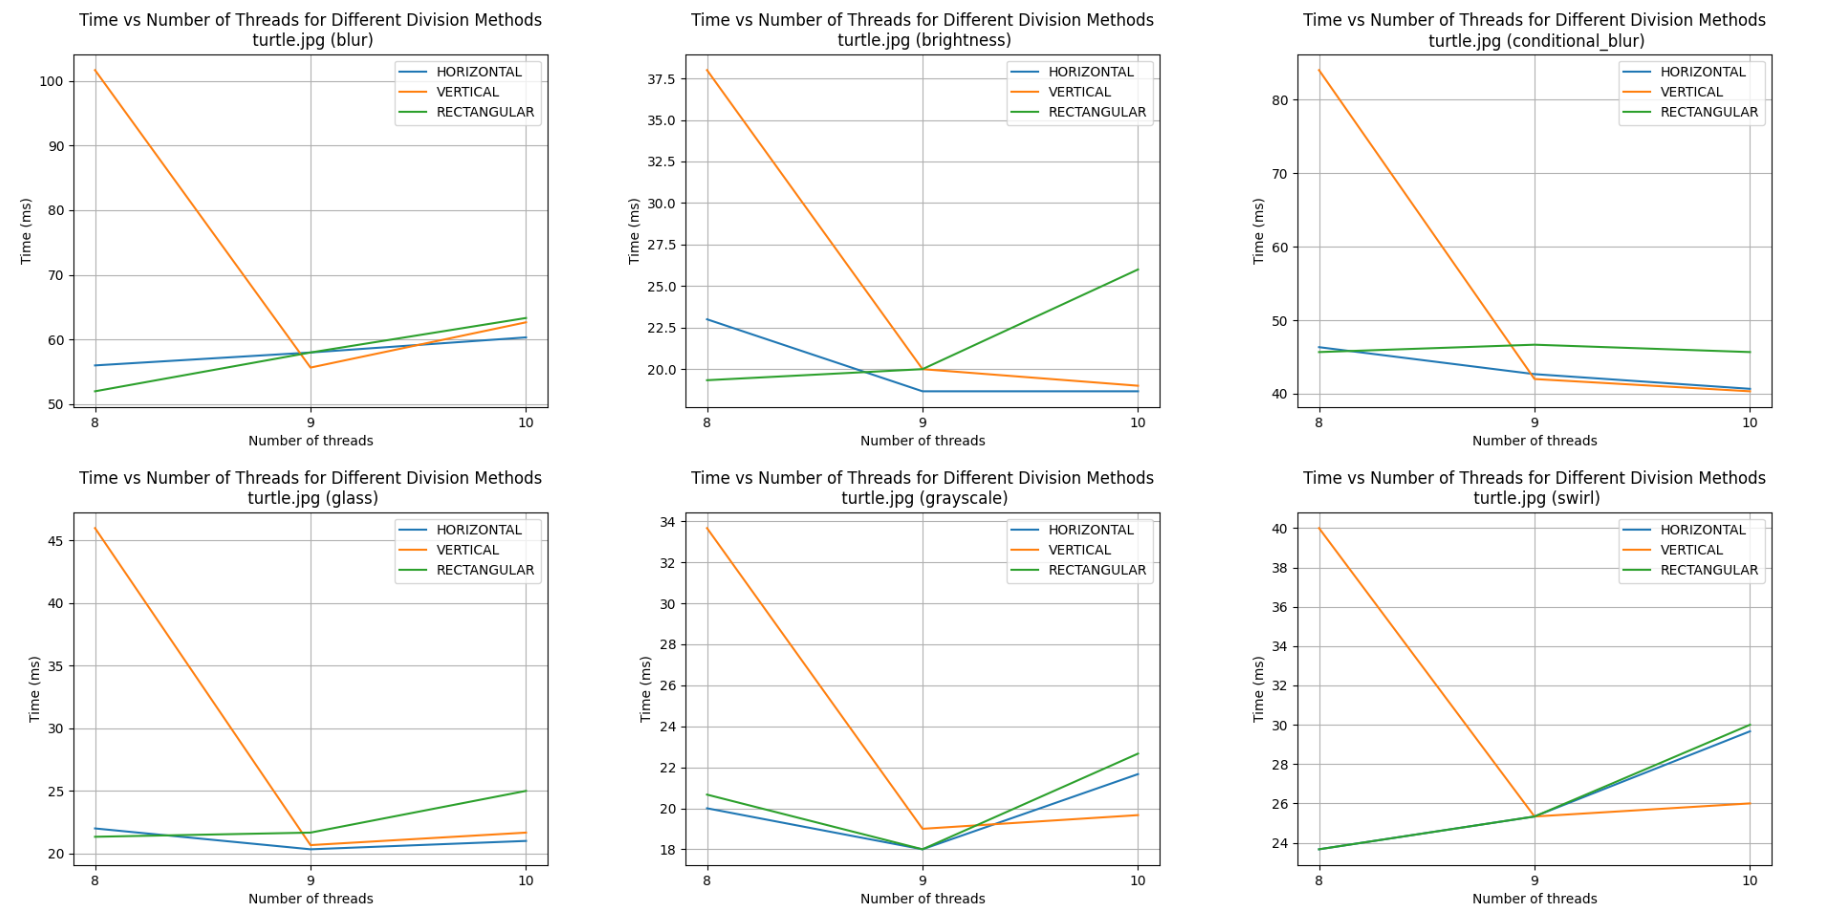 Time vs Number of Threads for Different Division Methods
turtle.jpg (blur)
HORIZONTAL
VERTICAL
RECTANGULAR
Time (ms)
100
90
80
70
60
50
8
9
10
Number of threads
Time vs Number of Threads for Different Division Methods
turtle.jpg (brightness)
HORIZONTAL
VERTICAL
RECTANGULAR
Time (ms)
37.5
35.0
32.5
30.0
27.5
25.0
22.5
20.0
8
9
10
Number of threads
Time vs Number of Threads for Different Division Methods
turtle.jpg (conditional_blur)
HORIZONTAL
VERTICAL
RECTANGULAR
Time (ms)
80
70
60
50
40
8
9
10
Number of threads
Time vs Number of Threads for Different Division Methods
turtle.jpg (glass)
HORIZONTAL
VERTICAL
RECTANGULAR
Time (ms)
45
40
35
30
25
20
8
9
10
Number of threads
Time vs Number of Threads for Different Division Methods
turtle.jpg (grayscale)
HORIZONTAL
VERTICAL
RECTANGULAR
Time (ms)
34
32
30
28
26
24
22
20
18
8
9
10
Number of threads
Time vs Number of Threads for Different Division Methods
turtle.jpg (swirl)
HORIZONTAL
VERTICAL
RECTANGULAR
Time (ms)
40
38
36
34
32
30
28
26
24
8
9
10
Number of threads